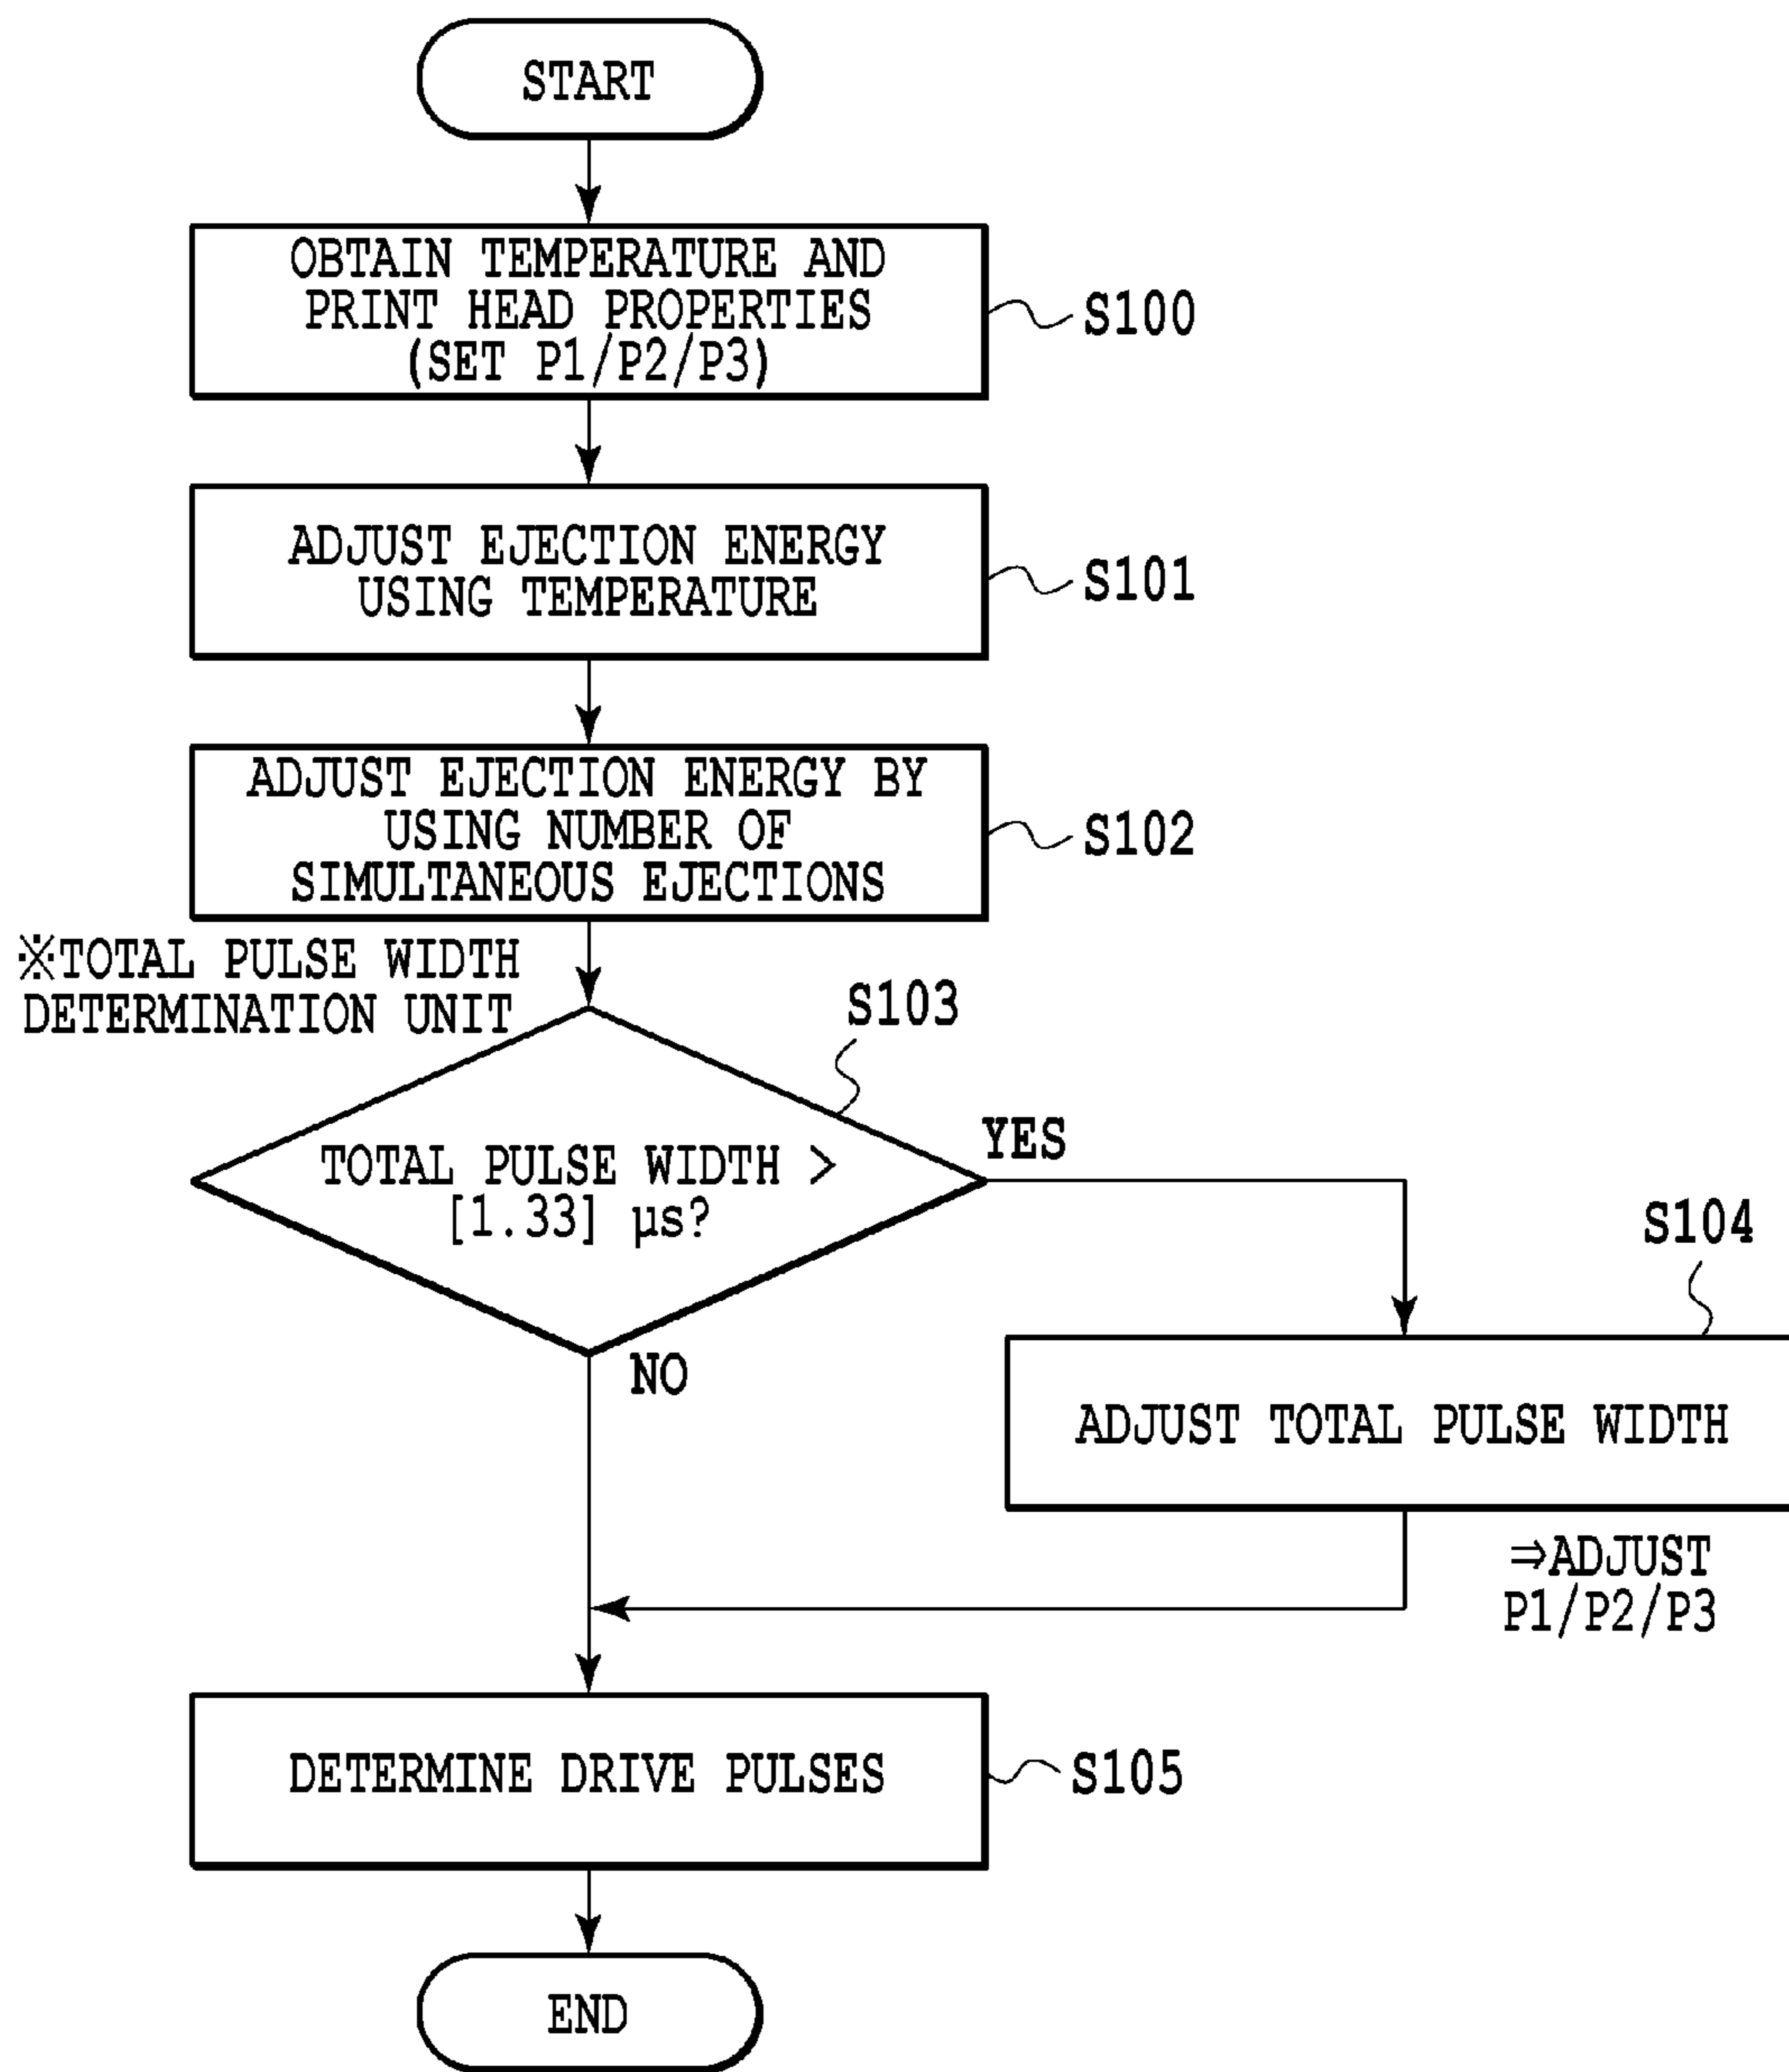 START
OBTAIN TEMPERATURE AND
PRINT HEAD PROPERTIES
(SET P1/P2/P3)
S100
ADJUST EJECTION ENERGY
USING TEMPERATURE
S101
ADJUST EJECTION ENERGY BY
USING NUMBER OF
SIMULTANEOUS EJECTIONS
S102
※TOTAL PULSE WIDTH
DETERMINATION UNIT
S103
TOTAL PULSE WIDTH >
[1.33] µs?
YES
NO
S104
ADJUST TOTAL PULSE WIDTH
⇒ADJUST
P1/P2/P3
DETERMINE DRIVE PULSES
S105
END